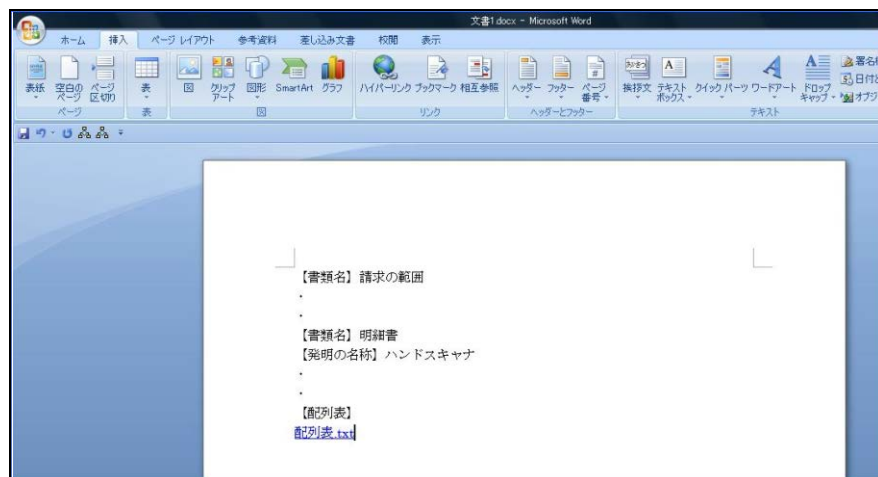 文書1.docx - Microsoft Word
ホーム 挿入 ページ レイアウト 参考資料 差し込み文書 校閲 表示
表紙 空白のページ ページ区切り 表 図 クリップアート 図形 SmartArt グラフ ハイパーリンク ブックマーク 相互参照 ヘッダー フッター ページ番号 挨拶文 テキストボックス クイック パーツ ワードアート ドロップキャップ
ページ 表 図 リンク ヘッダーとフッター テキスト
【書類名】請求の範囲
・
・
【書類名】明細書
【発明の名称】ハンドスキャナ
・
・
【配列表】
配列表.txt